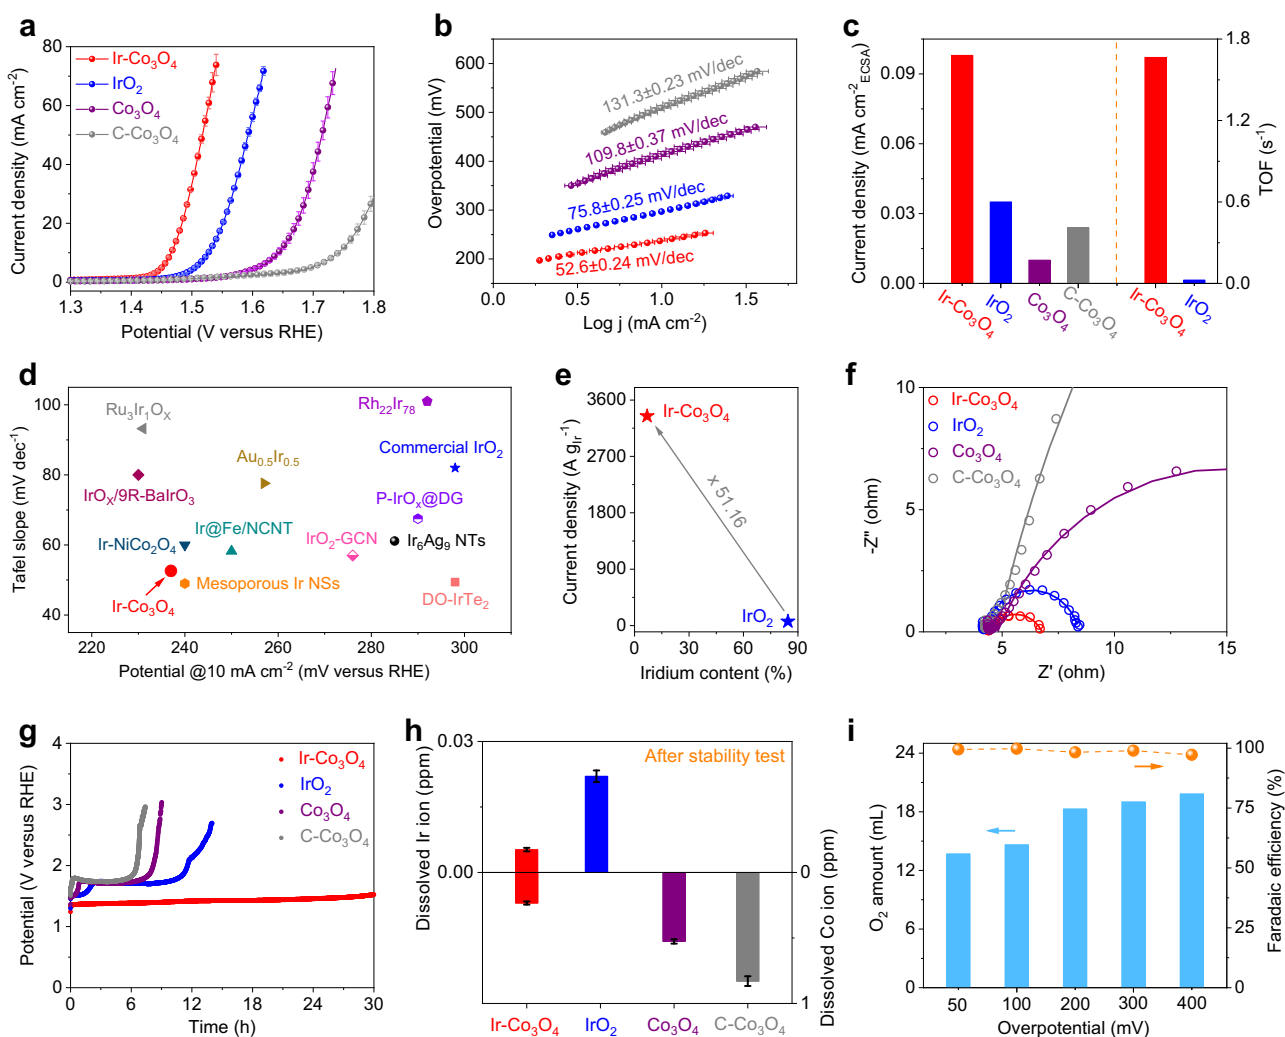 a
80
70
60
50
40
30
20
10
0
Current density (mA cm⁻²)
Ir-Co₃O₄
IrO₂
Co₃O₄
C-Co₃O₄
1.3 1.4 1.5 1.6 1.7 1.8
Potential (V versus RHE)
b
600
500
400
300
200
Overpotential (mV)
131.3±0.23 mV/dec
109.8±0.37 mV/dec
75.8±0.25 mV/dec
52.6±0.24 mV/dec
0.0 0.5 1.0 1.5
Log j (mA cm⁻²)
c
0.09
0.06
0.03
0.00
Current density (mA cm⁻²ECSA)
1.8
1.2
0.6
0.0
TOF (s⁻¹)
Ir-Co₃O₄ IrO₂ Co₃O₄ C-Co₃O₄ Ir-Co₃O₄ IrO₂
d
100
80
60
40
Tafel slope (mV dec⁻¹)
Ru₃Ir₁Oₓ
Rh₂₂Ir₇₈
Au₀.₅Ir₀.₅
Commercial IrO₂
IrOₓ/9R-BaIrO₃
P-IrOₓ@DG
Ir@Fe/NCNT
Ir-NiCo₂O₄
IrO₂-GCN
Ir₆Ag₉ NTs
Mesoporous Ir NSs
Ir-Co₃O₄
DO-IrTe₂
220 240 260 280 300
Potential @10 mA cm⁻² (mV versus RHE)
e
3600
2700
1800
900
0
Current density (A gIr⁻¹)
Ir-Co₃O₄
x 51.16
IrO₂
0 30 60 90
Iridium content (%)
f
10
5
0
-Z" (ohm)
Ir-Co₃O₄
IrO₂
Co₃O₄
C-Co₃O₄
5 10 15
Z' (ohm)
g
4
3
2
1
0
Potential (V versus RHE)
Ir-Co₃O₄
IrO₂
Co₃O₄
C-Co₃O₄
0 6 12 18 24 30
Time (h)
h
0.03
0.00
Dissolved Ir ion (ppm)
After stability test
0
1
Dissolved Co ion (ppm)
Ir-Co₃O₄ IrO₂ Co₃O₄ C-Co₃O₄
i
24
18
12
6
0
O₂ amount (mL)
100
75
50
25
0
Faradaic efficiency (%)
50 100 200 300 400
Overpotential (mV)